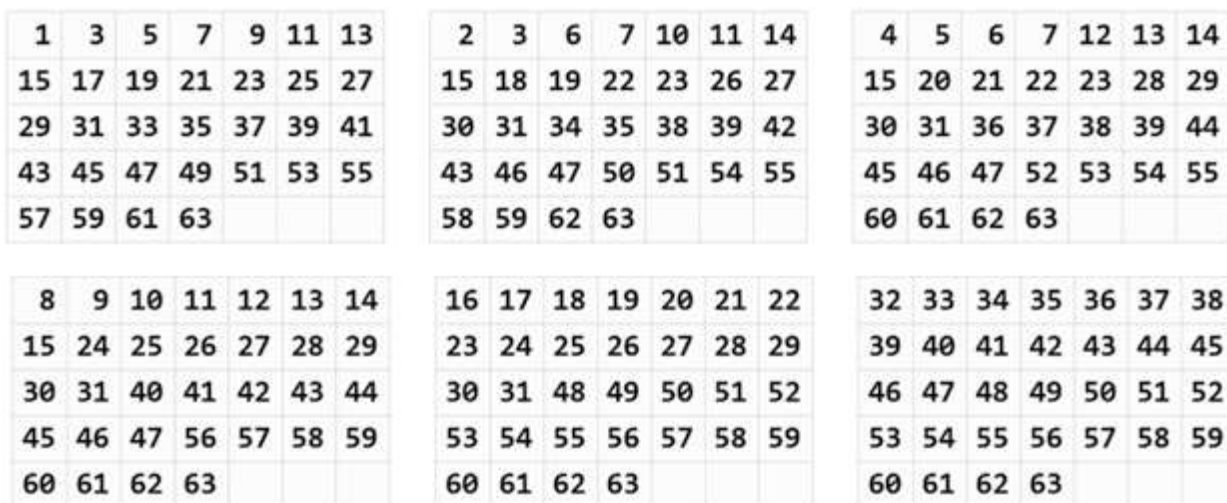 1 3 5 7 9 11 13
15 17 19 21 23 25 27
29 31 33 35 37 39 41
43 45 47 49 51 53 55
57 59 61 63
2 3 6 7 10 11 14
15 18 19 22 23 26 27
30 31 34 35 38 39 42
43 46 47 50 51 54 55
58 59 62 63
4 5 6 7 12 13 14
15 20 21 22 23 28 29
30 31 36 37 38 39 44
45 46 47 52 53 54 55
60 61 62 63
8 9 10 11 12 13 14
15 24 25 26 27 28 29
30 31 40 41 42 43 44
45 46 47 56 57 58 59
60 61 62 63
16 17 18 19 20 21 22
23 24 25 26 27 28 29
30 31 48 49 50 51 52
53 54 55 56 57 58 59
60 61 62 63
32 33 34 35 36 37 38
39 40 41 42 43 44 45
46 47 48 49 50 51 52
53 54 55 56 57 58 59
60 61 62 63